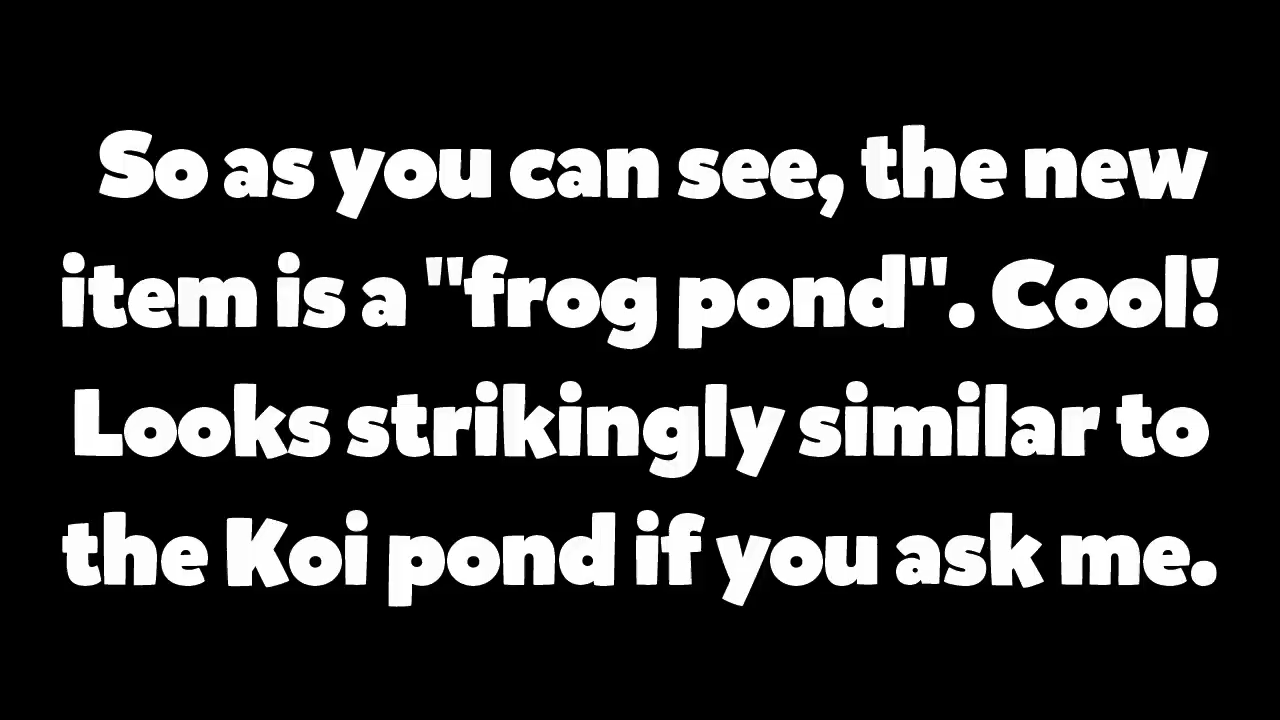 So as you can see, the new
item is a "frog pond". Cool!
Looks strikingly similar to
the Koi pond if you ask me.